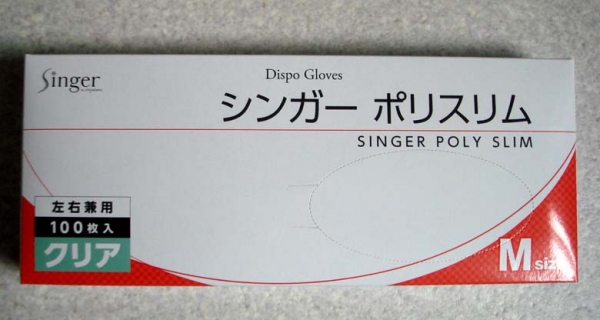 Singer
Dispo Gloves
シンガー ポリスリム
SINGER POLY SLIM
左右兼用
100枚入
クリア
M size